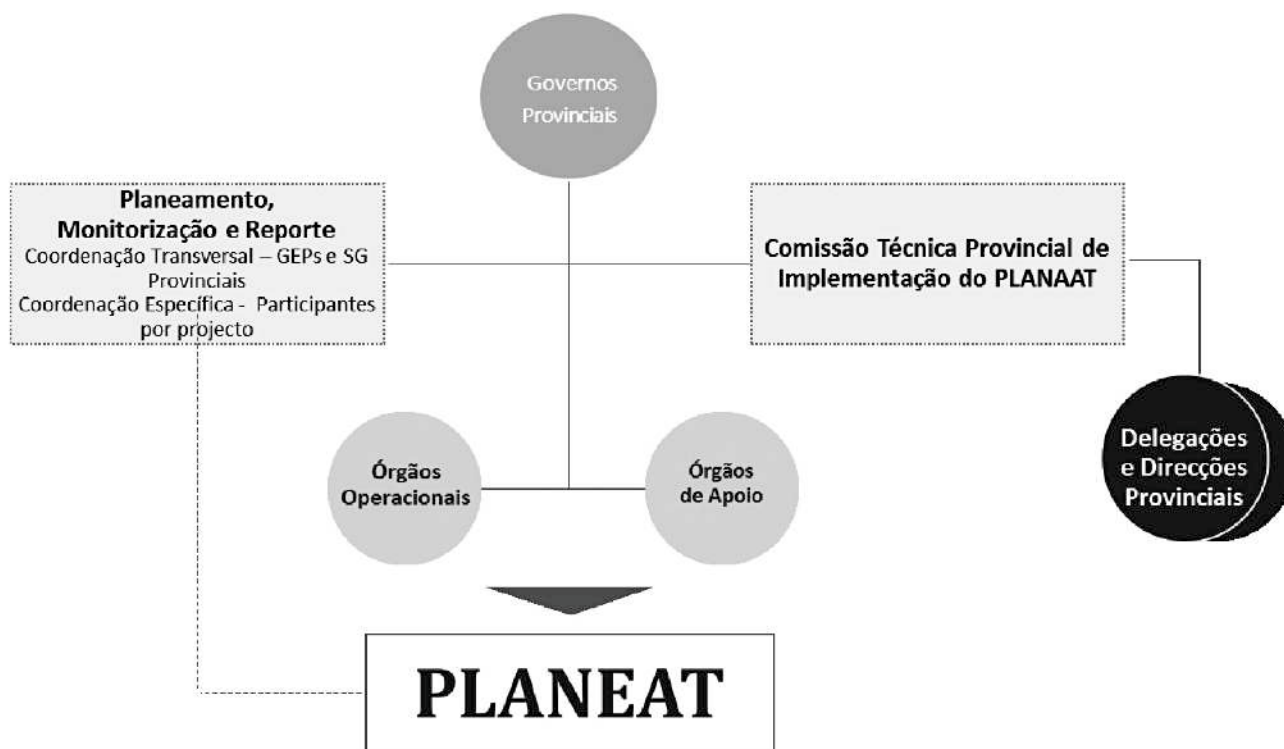 Governos
Provinciais
Planeamento,
Monitorização e Reporte
Coordenação Transversal – GEPs e SG
Provinciais
Coordenação Específica - Participantes
por projecto
Comissão Técnica Provincial de
Implementação do PLANAAT
Órgãos
Operacionais
Órgãos
de Apoio
Delegações
e Direcções
Provinciais
PLANEAT